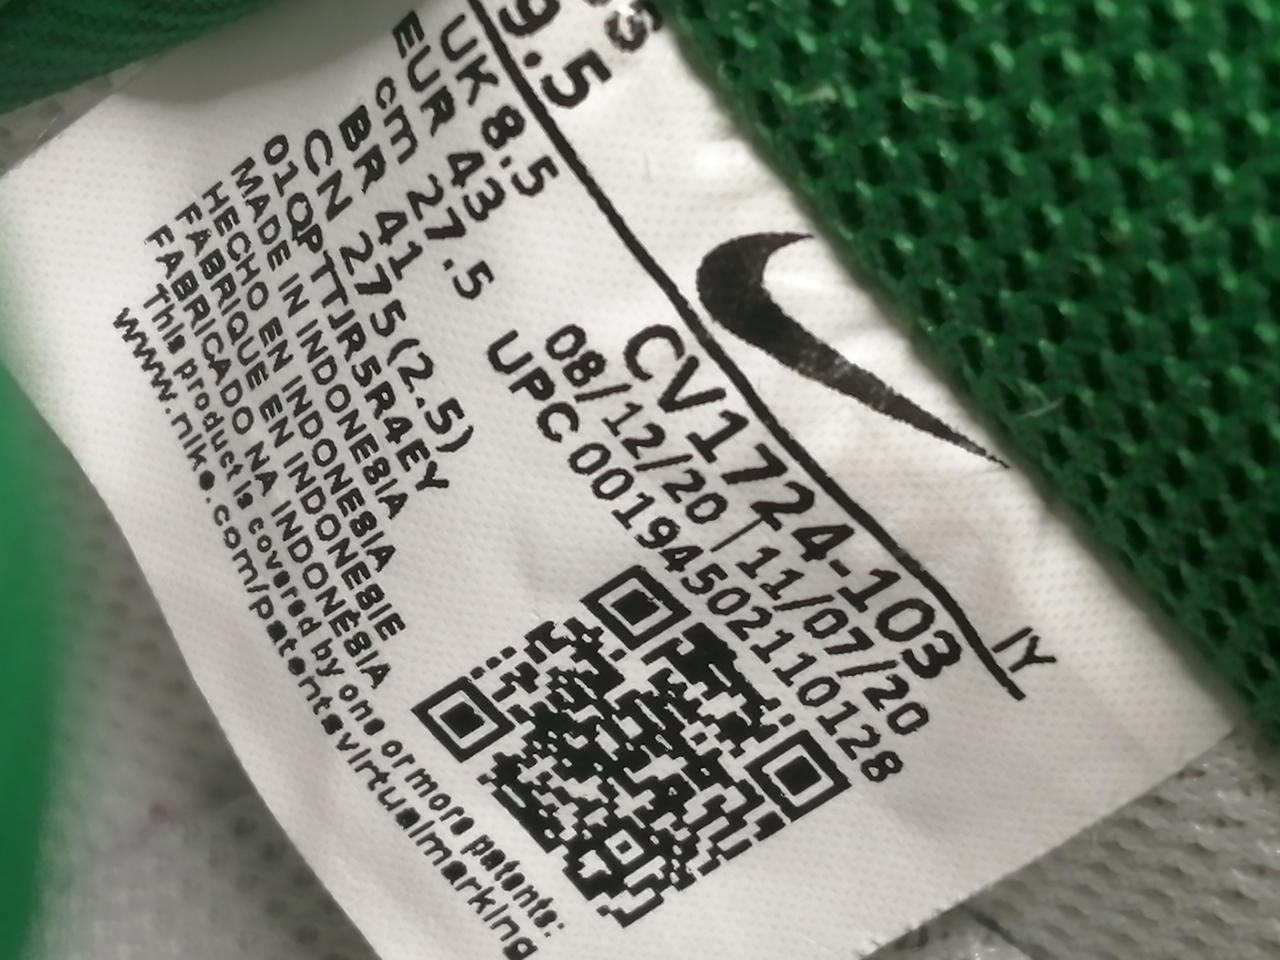 9.5
UK 8.5
EUR 43
cm 27.5
BR 41
CN 275(2.5)
01QPTTJR5R4EY
MADE IN INDONESIA
HECHO EN INDONESIA
FABRIQUE EN INDONESIE
FABRICADO NA INDONESIA
This product is covered by one or more patents:
www.nike.com/patentsvirtualmarking
CV1724-103
08/12/20 | 11/07/20
UPC 00194502110128
IY